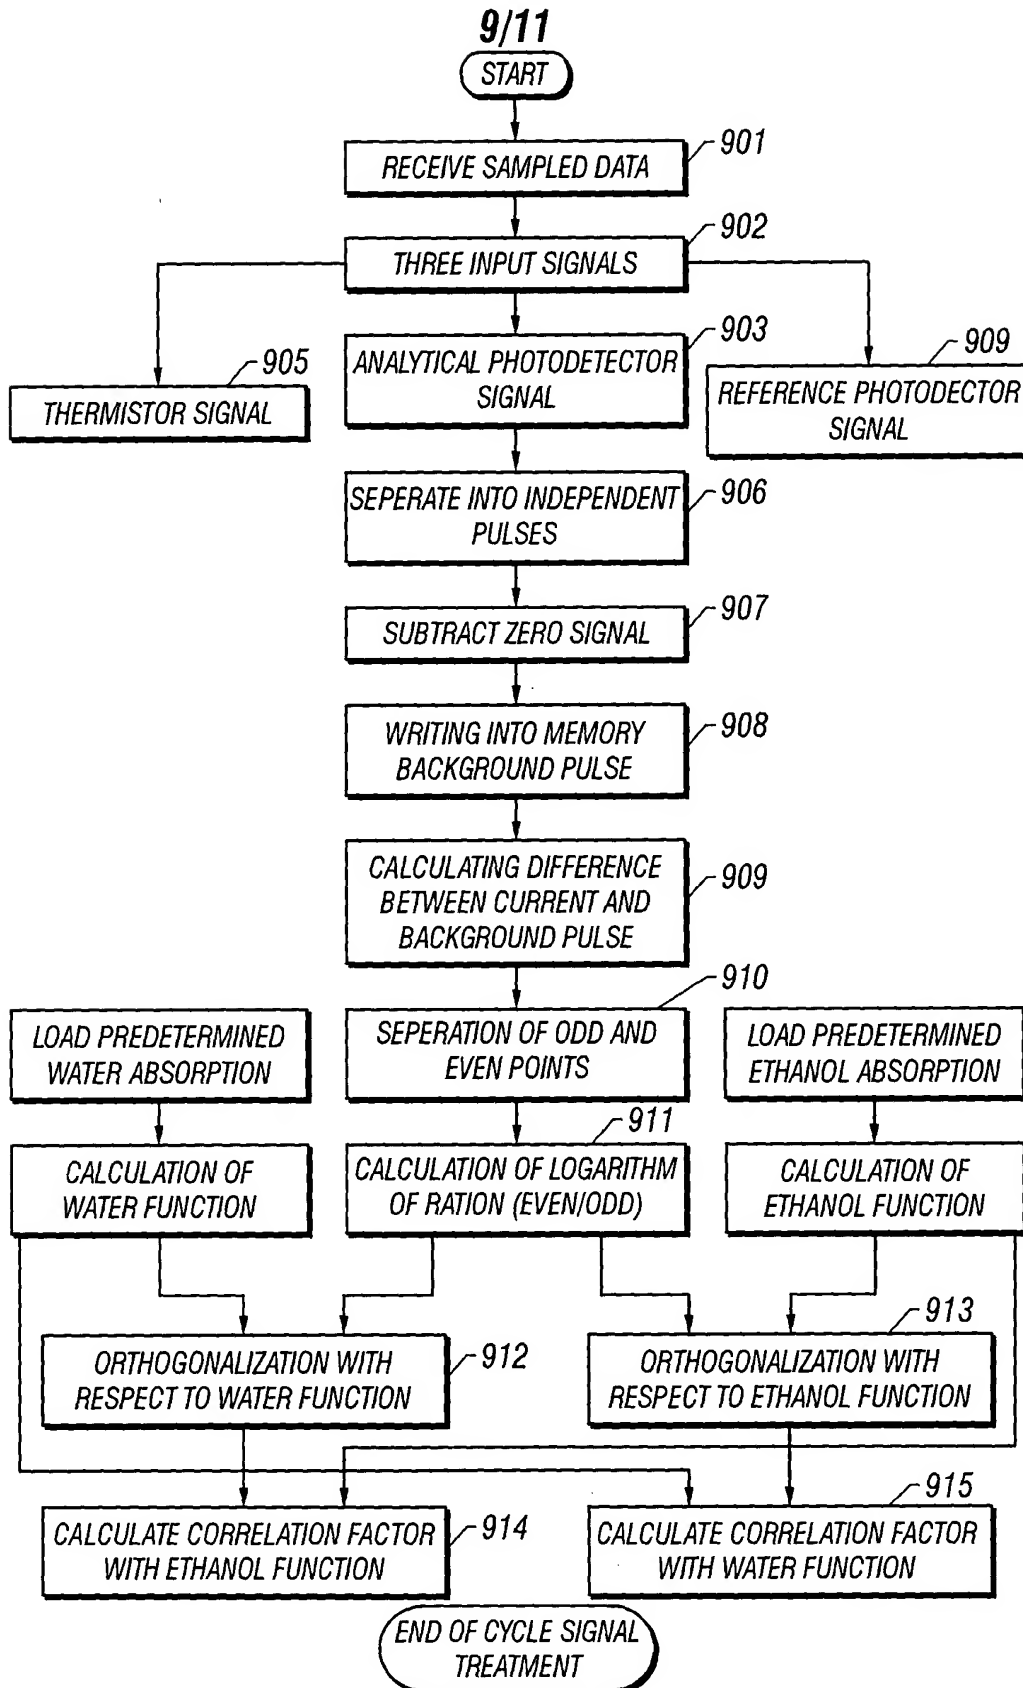 9/11
START
901
RECEIVE SAMPLED DATA
902
THREE INPUT SIGNALS
903
ANALYTICAL PHOTODETECTOR
SIGNAL
905
THERMISTOR SIGNAL
909
REFERENCE PHOTODECTOR
SIGNAL
906
SEPERATE INTO INDEPENDENT
PULSES
907
SUBTRACT ZERO SIGNAL
908
WRITING INTO MEMORY
BACKGROUND PULSE
909
CALCULATING DIFFERENCE
BETWEEN CURRENT AND
BACKGROUND PULSE
910
LOAD PREDETERMINED
WATER ABSORPTION
SEPERATION OF ODD AND
EVEN POINTS
LOAD PREDETERMINED
ETHANOL ABSORPTION
911
CALCULATION OF
WATER FUNCTION
CALCULATION OF LOGARITHM
OF RATION (EVEN/ODD)
CALCULATION OF
ETHANOL FUNCTION
912
ORTHOGONALIZATION WITH
RESPECT TO WATER FUNCTION
913
ORTHOGONALIZATION WITH
RESPECT TO ETHANOL FUNCTION
914
CALCULATE CORRELATION FACTOR
WITH ETHANOL FUNCTION
915
CALCULATE CORRELATION FACTOR
WITH WATER FUNCTION
END OF CYCLE SIGNAL
TREATMENT